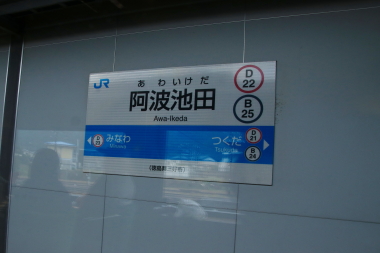 JR
あわいけだ
阿波池田
Awa-Ikeda
D
22
B
25
みなわ
つくだ
D
21
B
24